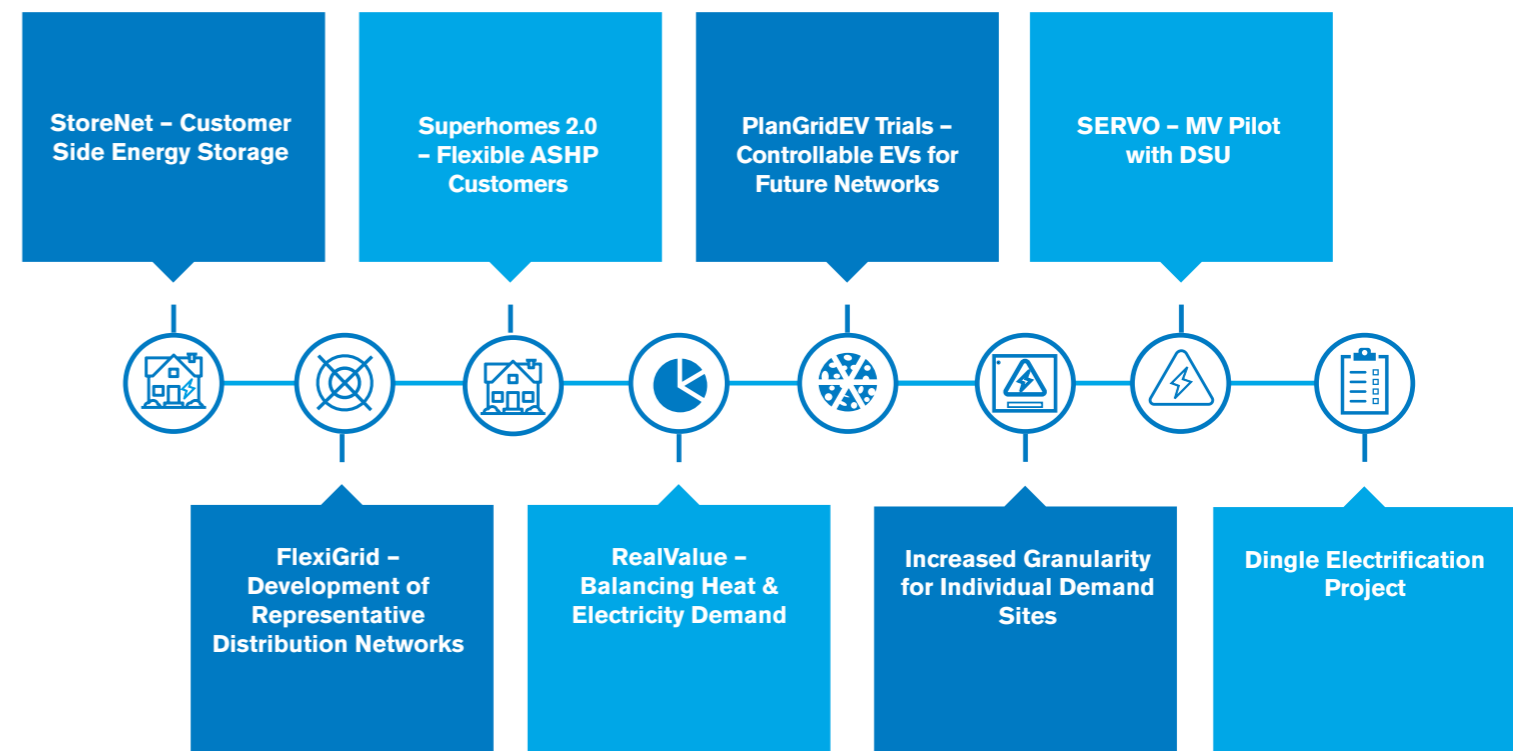 StoreNet – Customer
Side Energy Storage
Superhomes 2.0
– Flexible ASHP
Customers
PlanGridEV Trials –
Controllable EVs for
Future Networks
SERVO – MV Pilot
with DSU
FlexiGrid –
Development of
Representative
Distribution Networks
RealValue –
Balancing Heat &
Electricity Demand
Increased Granularity
for Individual Demand
Sites
Dingle Electrification
Project